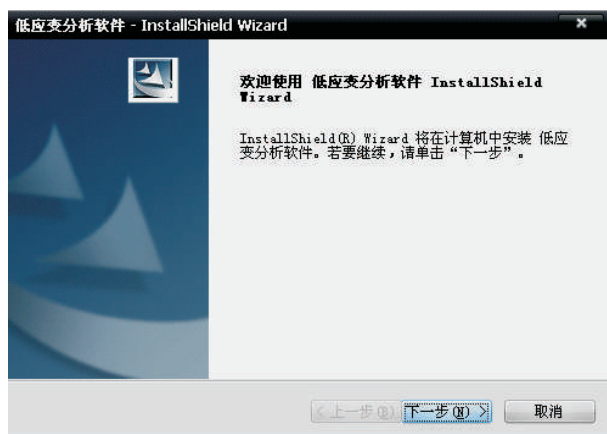 低应变分析软件 - InstallShield Wizard
欢迎使用 低应变分析软件 InstallShield
Wizard
InstallShield(R) Wizard 将在计算机中安装 低应
变分析软件。若要继续，请单击“下一步”。
< 上一步(B) 下一步(N) > 取消